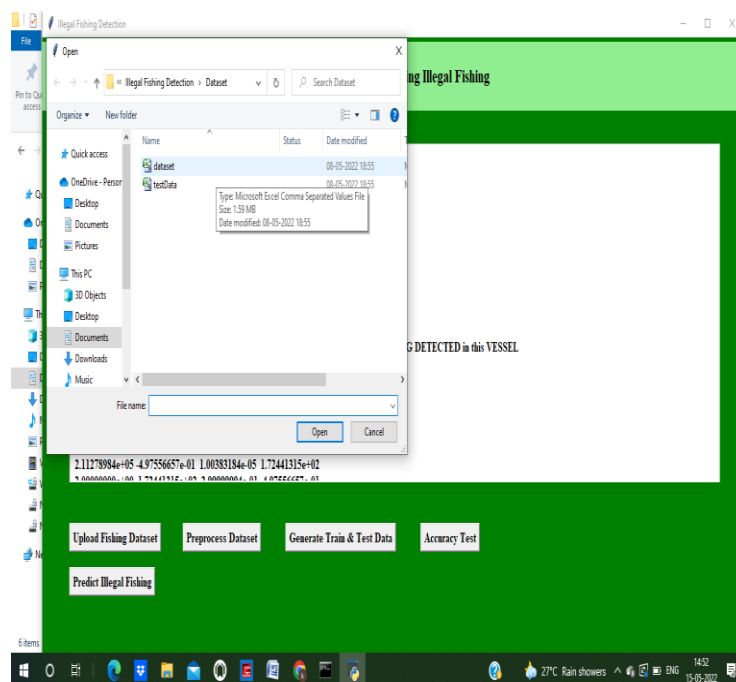 Illegal Fishing Detection
File
Open
X
ng Illegal Fishing
« Illegal Fishing Detection › Dataset
Search Dataset
Pin to Qui
access
Organize
New folder
Name
Status
Date modified
Quick access
dataset
08-05-2022 18:55
OneDrive - Person
testData
08-05-2022 18:55
Type: Microsoft Excel Comma Separated Values File
Size: 1.59 MB
Date modified: 08-05-2022 18:55
Desktop
Documents
Pictures
This PC
3D Objects
Desktop
Documents
Downloads
Music
G DETECTED in this VESSEL
File name:
Open
Cancel
2.11278984e+05 -4.97556657e-01 1.00383184e-05 1.72441315e+02
Upload Fishing Dataset
Preprocess Dataset
Generate Train & Test Data
Accuracy Test
Predict Illegal Fishing
6 items
27°C Rain showers
ENG
14:52
15-05-2022